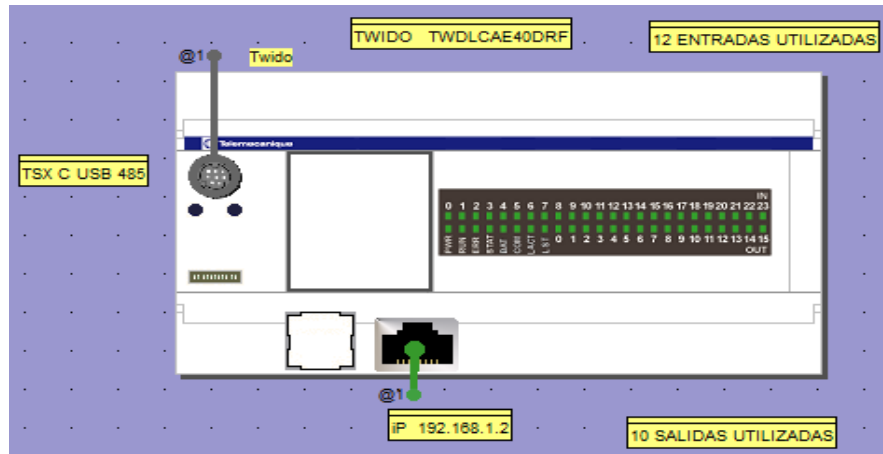 TWIDO TWDLCAE40DRF
12 ENTRADAS UTILIZADAS
@1
Twido
Telemecanique
TSX C USB 485
IN
0 1 2 3 4 5 6 7 8 9 10 11 12 13 14 15 16 17 18 19 20 21 22 23
PWR RUN ERR STAT BAT COM LACT LST 0 1 2 3 4 5 6 7 8 9 10 11 12 13 14 15
OUT
@1
iP 192.168.1.2
10 SALIDAS UTILIZADAS